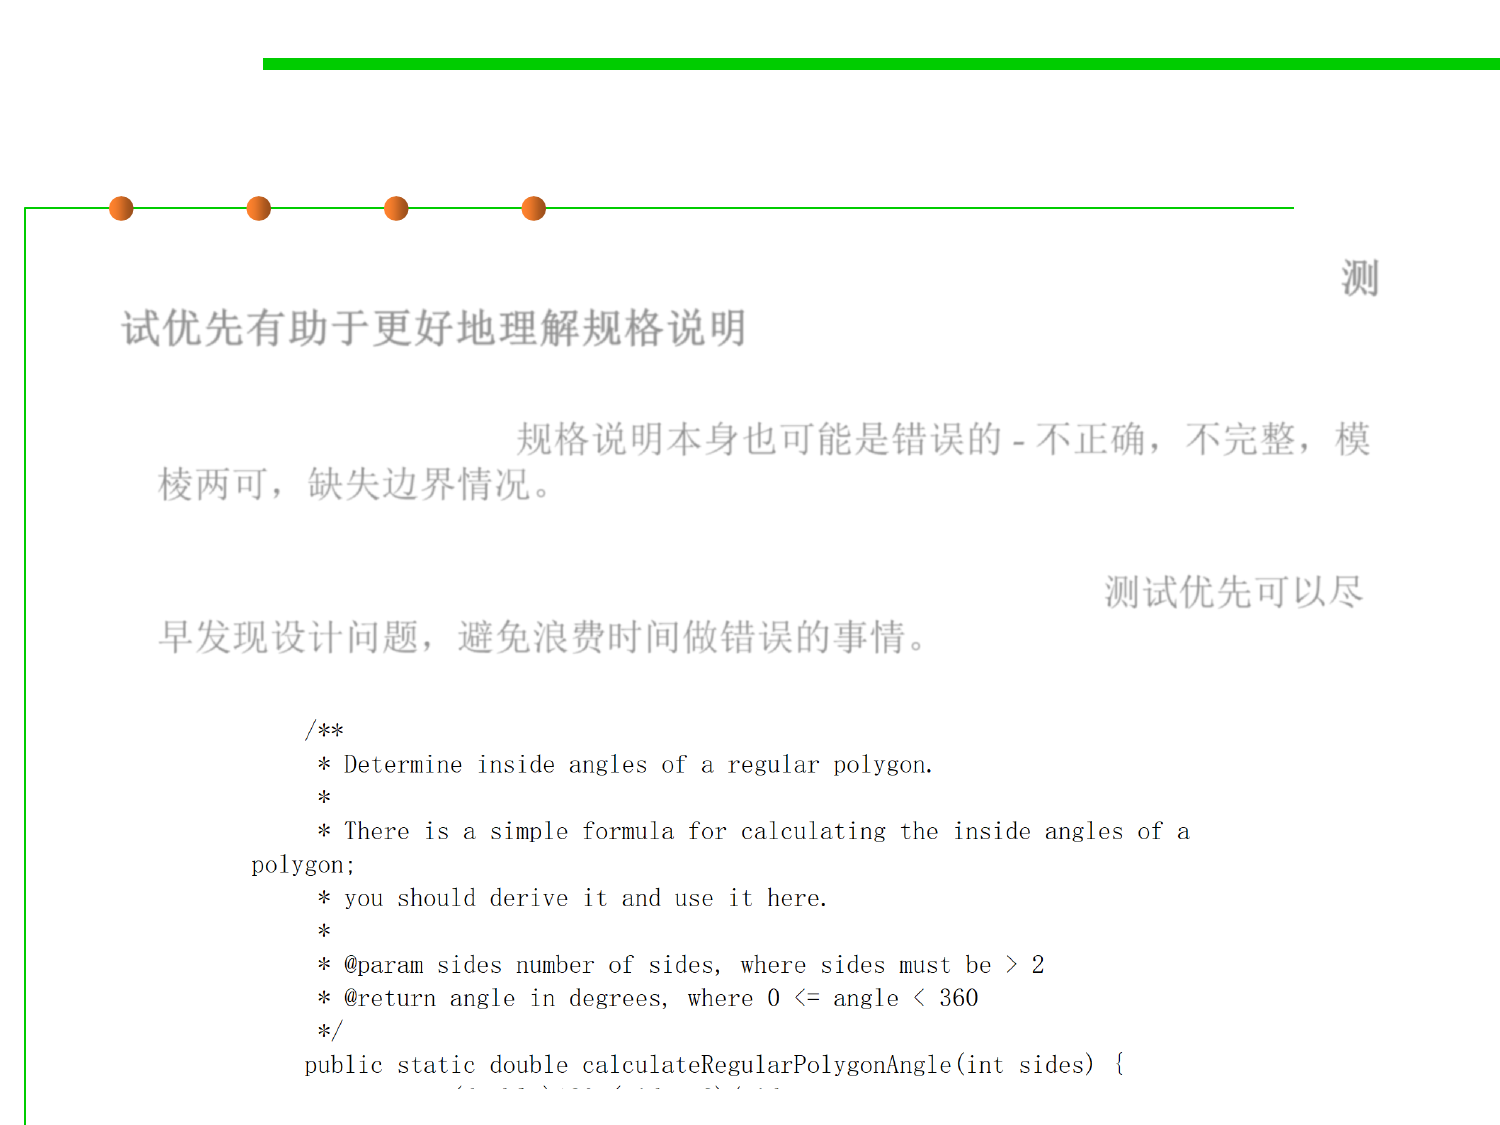 测
试优先有助于更好地理解规格说明
规格说明本身也可能是错误的 - 不正确，不完整，模
棱两可，缺失边界情况。
测试优先可以尽
早发现设计问题，避免浪费时间做错误的事情。
/**
* Determine inside angles of a regular polygon.
*
* There is a simple formula for calculating the inside angles of a
polygon;
* you should derive it and use it here.
*
* @param sides number of sides, where sides must be > 2
* @return angle in degrees, where 0 <= angle < 360
*/
public static double calculateRegularPolygonAngle(int sides) {